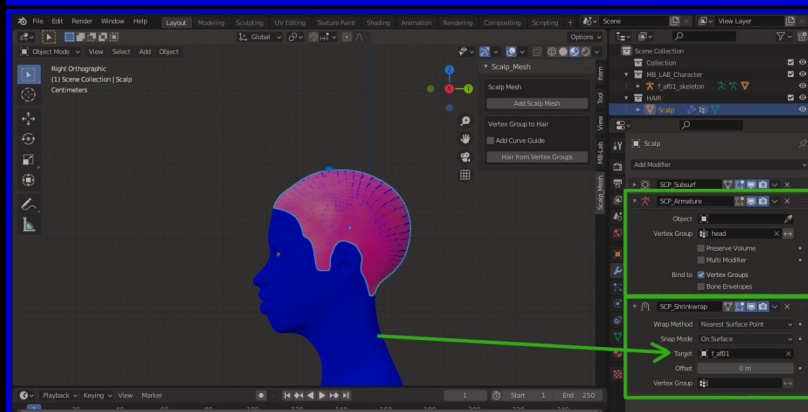 File Edit Render Window Help Layout Modeling Sculpting UV Editing Texture Paint Shading Animation Rendering Compositing Scripting + Scene View Layer
Global Options
Object Mode View Select Add Object
Right Orthographic
(1) Scene Collection | Scalp
Centimeters
Scalp_Mesh
Scalp Mesh
Add Scalp Mesh
Vertex Group to Hair
Add Curve Guide
Hair from Vertex Groups
Item
Tool
View
MB-Lab
Scalp_Mesh
Scene Collection
Collection
MB_LAB_Character
f_af01_skeleton
HAIR
Scalp
Scalp
Add Modifier
SCP_Subsurf
SCP_Armature
Object
Vertex Group head
Preserve Volume
Multi Modifier
Bind to Vertex Groups
Bone Envelopes
SCP_Shrinkwrap
Wrap Method Nearest Surface Point
Snap Mode On Surface
Target f_af01
Offset 0 m
Vertex Group
Playback Keying View Marker 1 Start 1 End 250